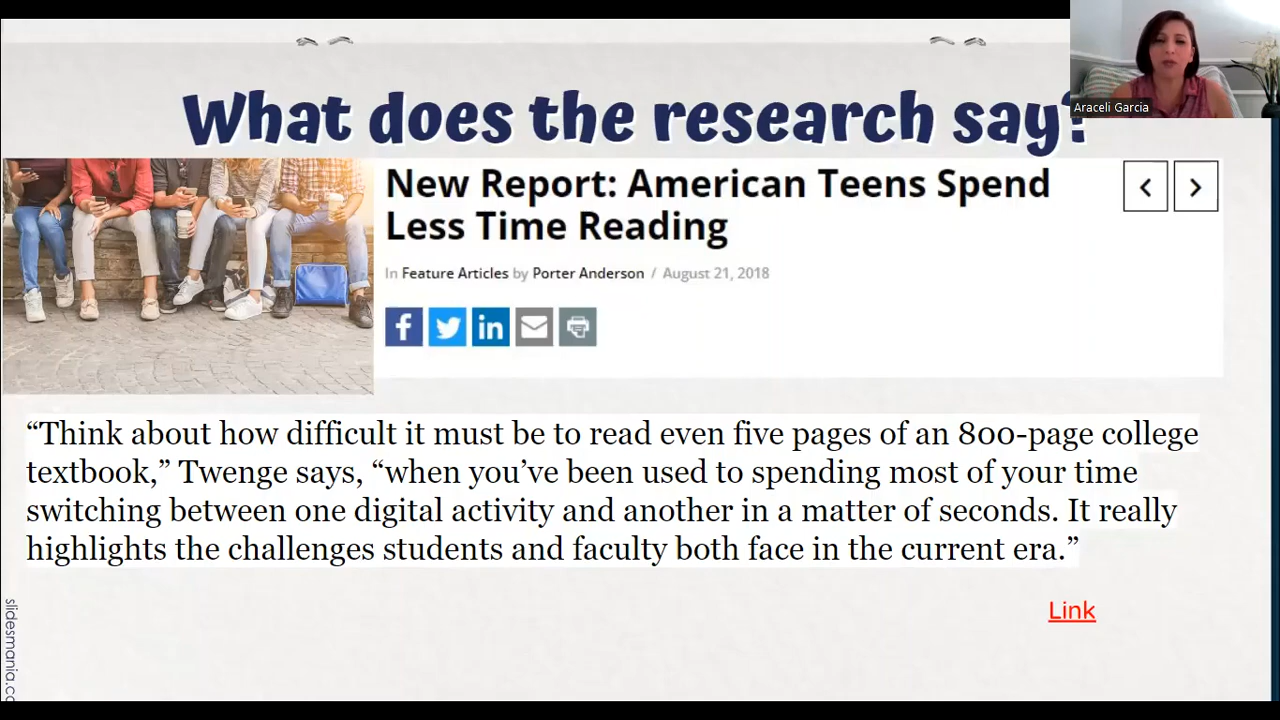 Araceli Garcia
What does the research say?
New Report: American Teens Spend
Less Time Reading
In Feature Articles by Porter Anderson / August 21, 2018
“Think about how difficult it must be to read even five pages of an 800-page college
textbook,” Twenge says, “when you’ve been used to spending most of your time
switching between one digital activity and another in a matter of seconds. It really
highlights the challenges students and faculty both face in the current era.”
Link